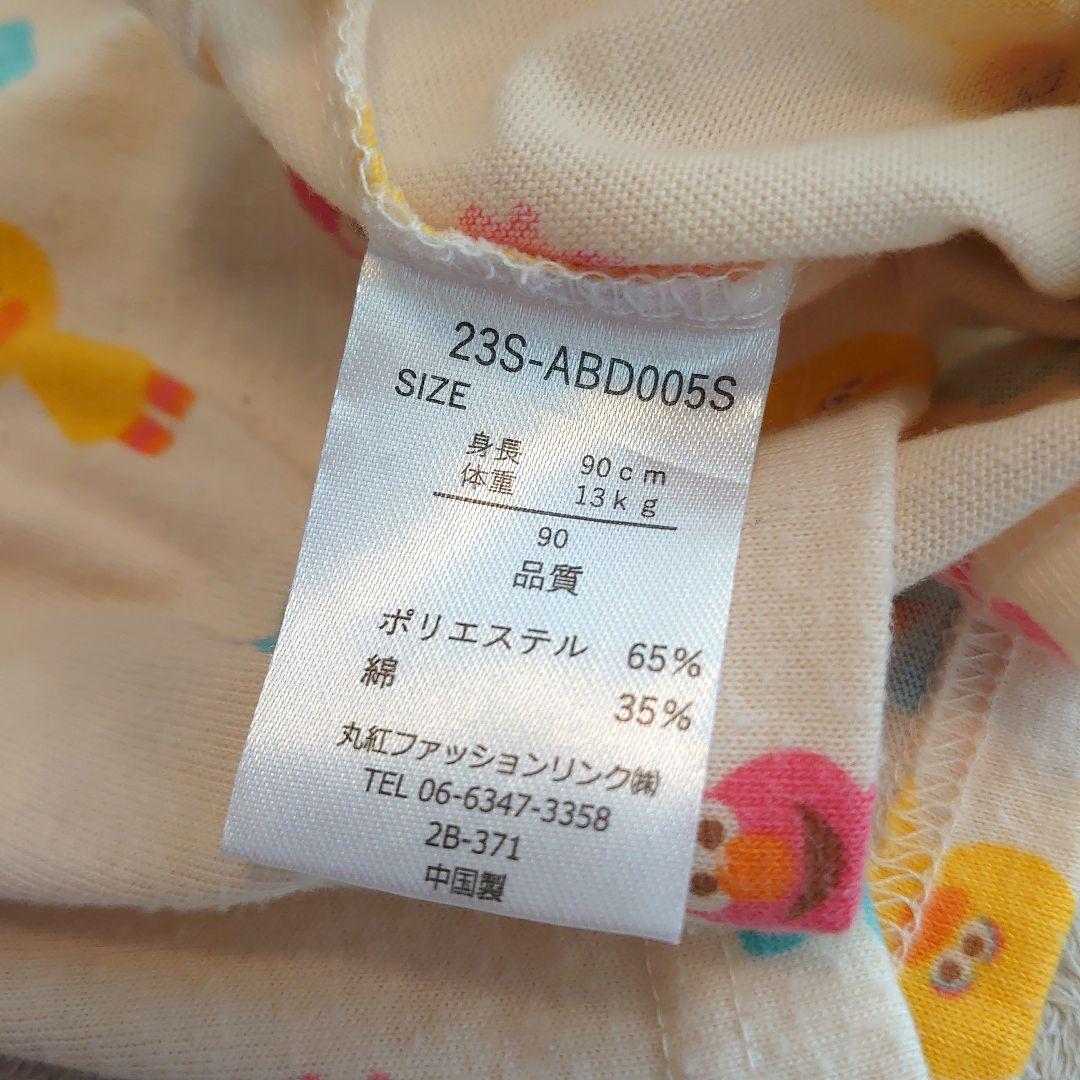 23S-ABD005S
SIZE
身長 90cm
体重 13kg
90
品質
ポリエステル 65%
綿 35%
丸紅ファッションリンク㈱
TEL 06-6347-3358
2B-371
中国製